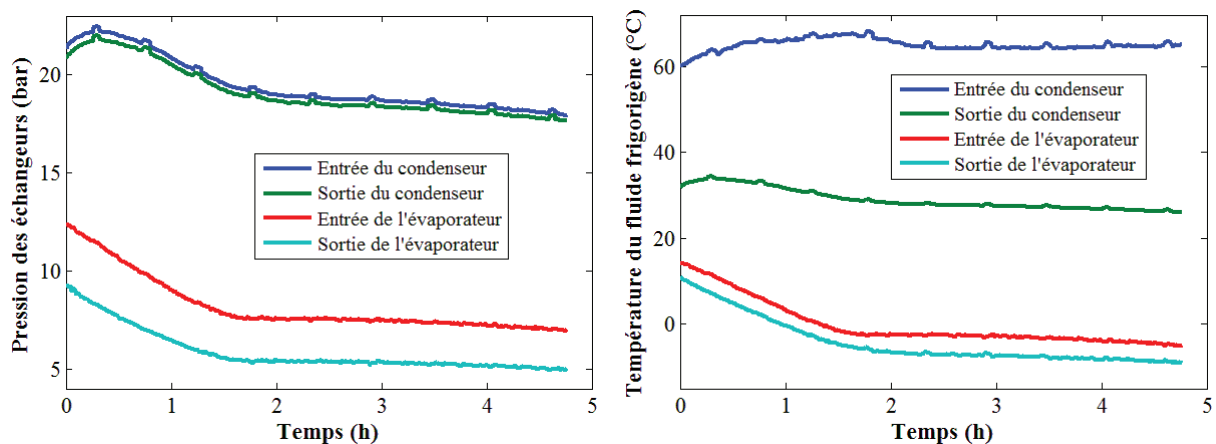 Pression des échangeurs (bar)
20
15
10
5
0
1
2
3
4
5
Temps (h)
Entrée du condenseur
Sortie du condenseur
Entrée de l'évaporateur
Sortie de l'évaporateur
Température du fluide frigorigène (°C)
60
40
20
0
0
1
2
3
4
5
Temps (h)
Entrée du condenseur
Sortie du condenseur
Entrée de l'évaporateur
Sortie de l'évaporateur